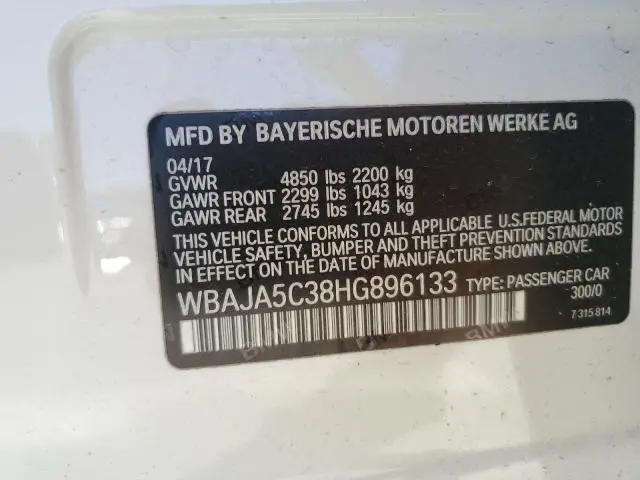 MFD BY BAYERISCHE MOTOREN WERKE AG
04/17
GVWR 4850 lbs 2200 kg
GAWR FRONT 2299 lbs 1043 kg
GAWR REAR 2745 lbs 1245 kg
THIS VEHICLE CONFORMS TO ALL APPLICABLE U.S.FEDERAL MOTOR
VEHICLE SAFETY, BUMPER AND THEFT PREVENTION STANDARDS
IN EFFECT ON THE DATE OF MANUFACTURE SHOWN ABOVE.
WBAJA5C38HG896133 TYPE: PASSENGER CAR
300/0
7 315 814
BMW BMW BMW